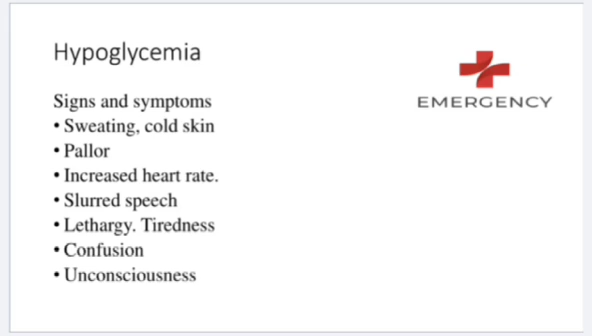 Hypoglycemia
EMERGENCY
Signs and symptoms
• Sweating, cold skin
• Pallor
• Increased heart rate.
• Slurred speech
• Lethargy. Tiredness
• Confusion
• Unconsciousness